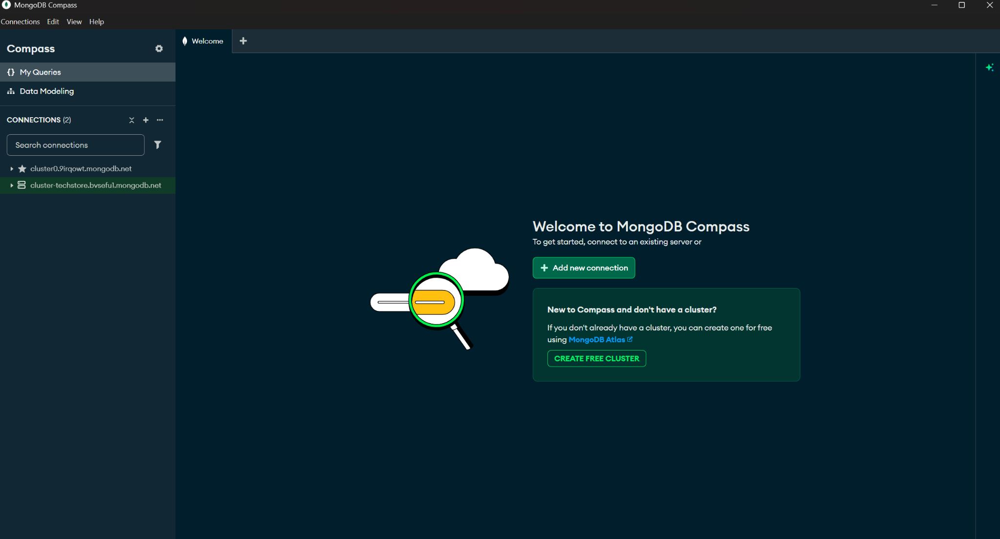 MongoDB Compass
Connections Edit View Help
Compass
Welcome
My Queries
Data Modeling
CONNECTIONS (2)
Search connections
cluster0.9irqowt.mongodb.net
cluster-techstore.bvsefu1.mongodb.net
Welcome to MongoDB Compass
To get started, connect to an existing server or
Add new connection
New to Compass and don't have a cluster?
If you don't already have a cluster, you can create one for free
using MongoDB Atlas
CREATE FREE CLUSTER